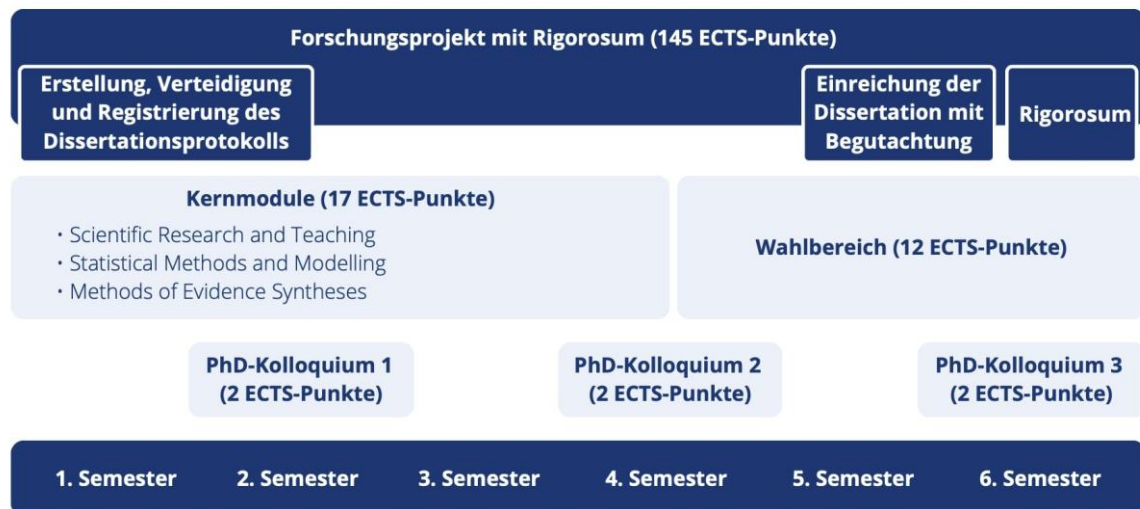 Forschungsprojekt mit Rigorosum (145 ECTS-Punkte)
Erstellung, Verteidigung
und Registrierung des
Dissertationsprotokolls
Einreichung der
Dissertation mit
Begutachtung
Rigorosum
Kernmodule (17 ECTS-Punkte)
• Scientific Research and Teaching
• Statistical Methods and Modelling
• Methods of Evidence Syntheses
Wahlbereich (12 ECTS-Punkte)
PhD-Kolloquium 1
(2 ECTS-Punkte)
PhD-Kolloquium 2
(2 ECTS-Punkte)
PhD-Kolloquium 3
(2 ECTS-Punkte)
1. Semester
2. Semester
3. Semester
4. Semester
5. Semester
6. Semester